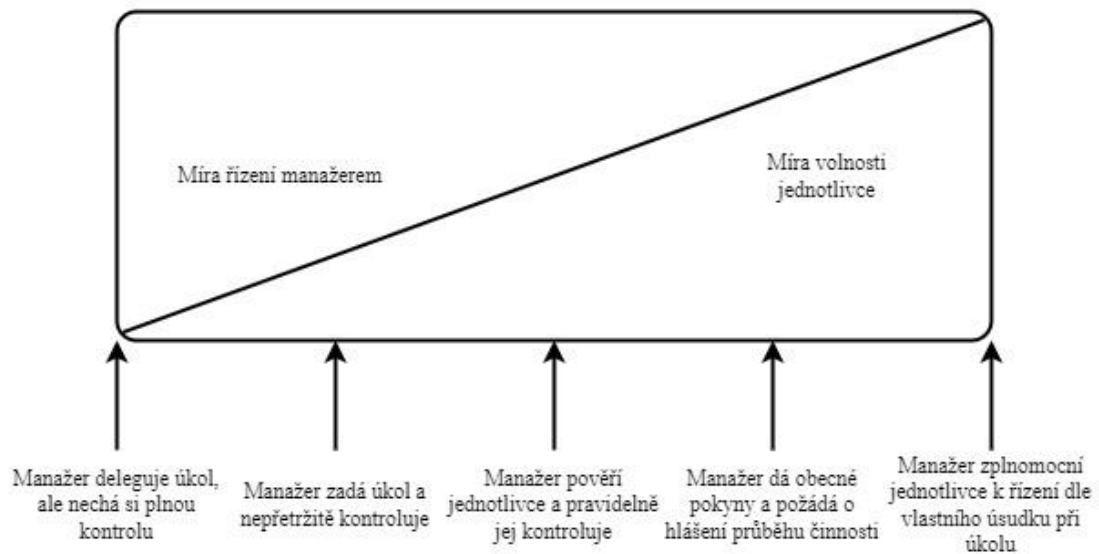 Míra řízení manažerem
Míra volnosti
jednotlivce
Manažer deleguje úkol,
ale nechá si plnou
kontrolu
Manažer zadá úkol a
nepřetržitě kontroluje
Manažer pověří
jednotlivce a pravidelně
jej kontroluje
Manažer dá obecné
pokyny a požádá o
hlášení průběhu činnosti
Manažer zplnomocní
jednotlivce k řízení dle
vlastního úsudku při
úkolu